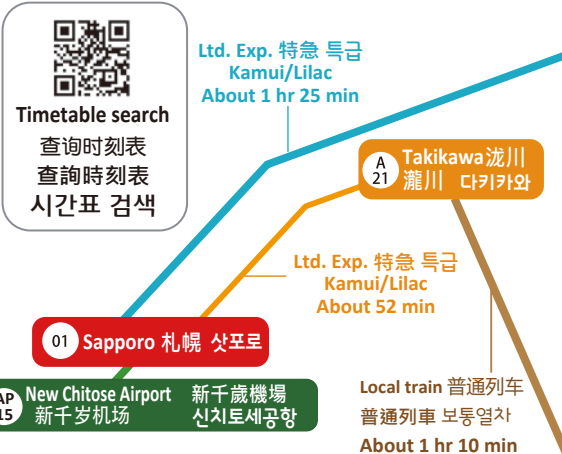 Timetable search
查询时刻表
查詢時刻表
시간표 검색
Ltd. Exp. 特急 특급
Kamui/Lilac
About 1 hr 25 min
A
21
Takikawa 泷川
瀧川 다키카와
Ltd. Exp. 特急 특급
Kamui/Lilac
About 52 min
01 Sapporo 札幌 삿포로
AP
15
New Chitose Airport 新千歲機場
新千岁机场 신치토세공항
Local train 普通列车
普通列車 보통열차
About 1 hr 10 min